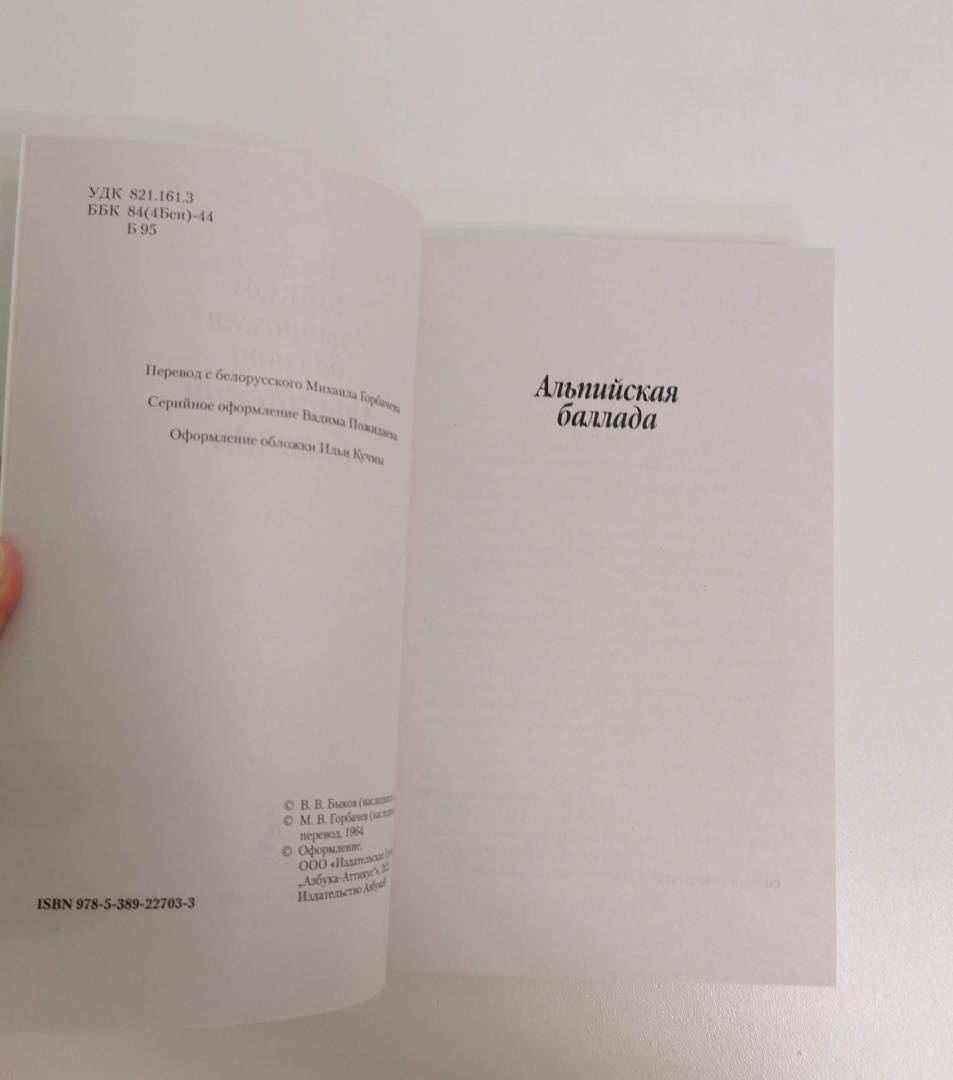 УДК 821.161.3
ББК 84(4Беи)-44
Б 95
Перевод с белорусского Михаила Горбачева
Серийное оформление Вадима Пожидаева
Оформление обложки Ильи Кучмы
© В. В. Быков
© М. В. Горбачев
перевод, 1964
© Оформление.
ООО «Издательская
„Азбука-Аттикус“»,
Издательство Азбука®
ISBN 978-5-389-22703-3
Альпийская
баллада